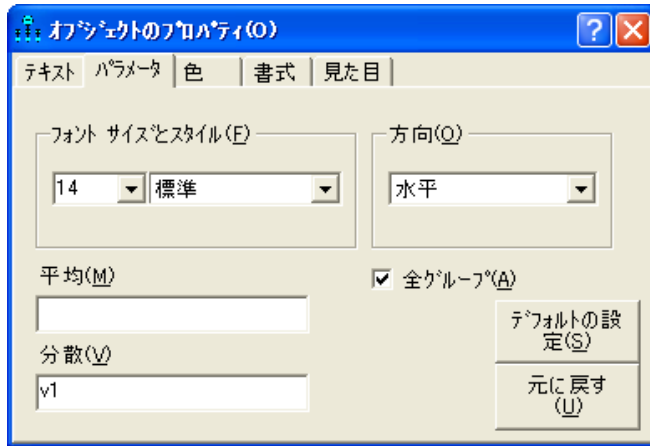 ｵﾌﾞｼﾞｪｸﾄのﾌﾟﾛﾊﾟﾃｨ(O)
テキスト ﾊﾟﾗﾒｰﾀ 色 書式 見た目
フォント サイズとスタイル(F) 方向(O)
14 標準 水平
平均(M) 全ｸﾞﾙｰﾌﾟ(A)
デフォルトの設
定(S)
分散(V)
v1
元に戻す
(U)